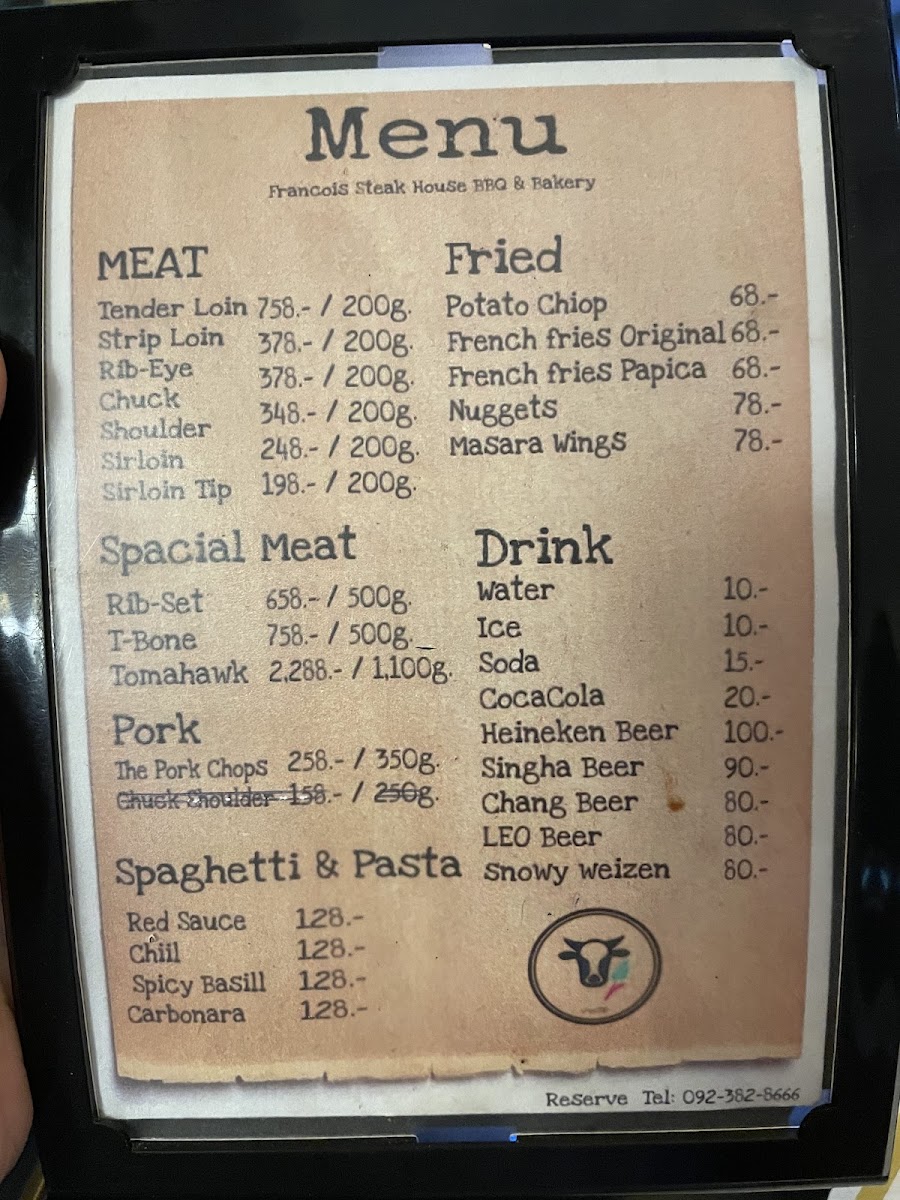 Menu
Francois Steak House BBQ & Bakery
MEAT
Tender Loin 758.- / 200g.
Strip Loin 378.- / 200g.
Rib-Eye 378.- / 200g.
Chuck
Shoulder 348.- / 200g.
Sirloin 248.- / 200g.
Sirloin Tip 198.- / 200g.
Spacial Meat
Rib-Set 658.- / 500g.
T-Bone 758.- / 500g.
Tomahawk 2,288.- / 1,100g.
Pork
The Pork Chops 258.- / 350g.
Chuck Shoulder 158.- / 250g.
Spaghetti & Pasta
Red Sauce 128.-
Chiil 128.-
Spicy Basill 128.-
Carbonara 128.-
Fried
Potato Chiop 68.-
French fries Original 68.-
French fries Papica 68.-
Nuggets 78.-
Masara Wings 78.-
Drink
Water 10.-
Ice 10.-
Soda 15.-
CocaCola 20.-
Heineken Beer 100.-
Singha Beer 90.-
Chang Beer 80.-
LEO Beer 80.-
Snowy Weizen 80.-
Reserve Tel: 092-382-8666